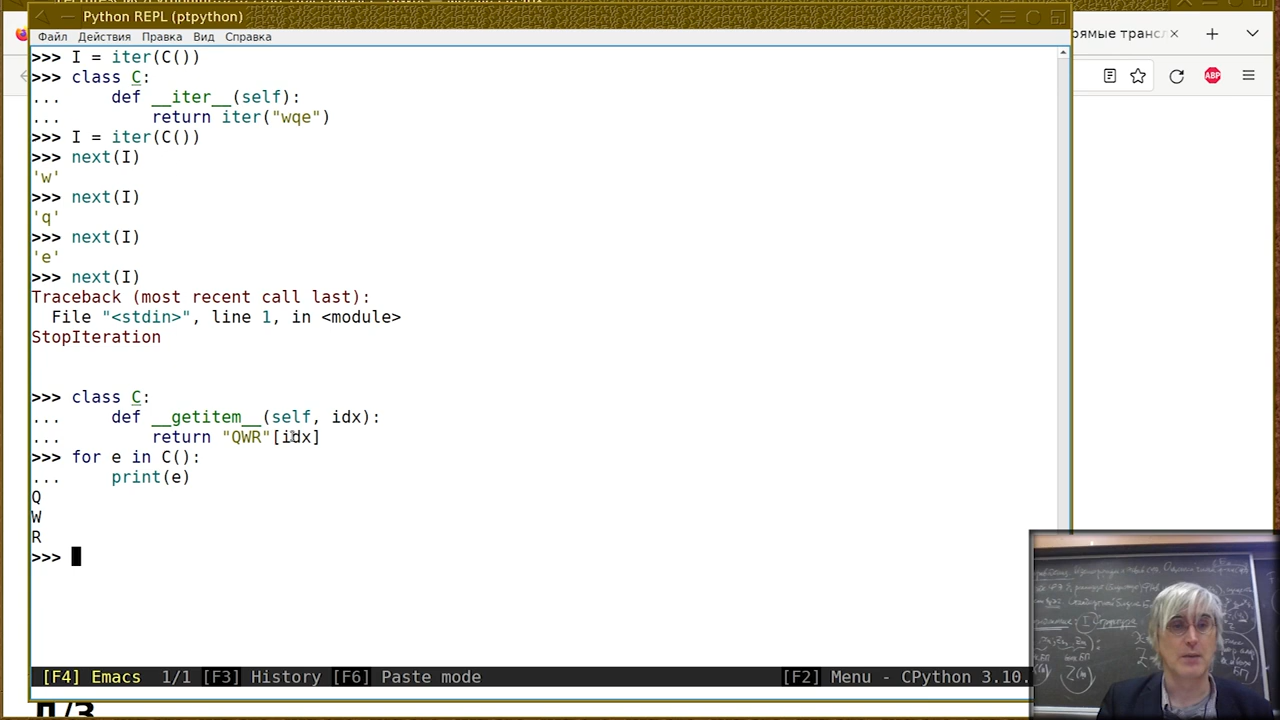 Python REPL (ptpython)
Файл Действия Правка Вид Справка
рямые трансл
ABP
>>> I = iter(C())
>>> class C:
...     def __iter__(self):
...         return iter("wqe")
>>> I = iter(C())
>>> next(I)
'w'
>>> next(I)
'q'
>>> next(I)
'e'
>>> next(I)
Traceback (most recent call last):
  File "<stdin>", line 1, in <module>
StopIteration
>>> class C:
...     def __getitem__(self, idx):
...         return "QWR"[idx]
>>> for e in C():
...     print(e)
Q
W
R
>>>
[F4] Emacs 1/1 [F3] History [F6] Paste mode [F2] Menu - CPython 3.10.
Д/З